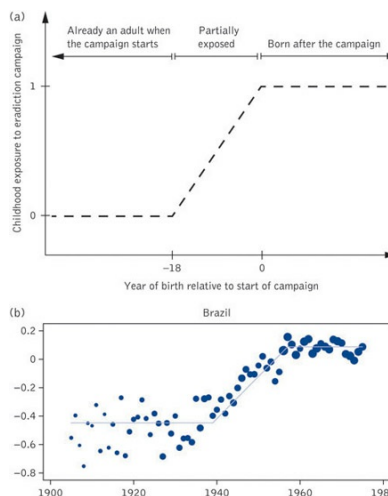 (a)
Already an adult when
the campaign starts
Partially
exposed
Born after the campaign
Childhood exposure to eradiction campaign
1
0
−18
0
Year of birth relative to start of campaign
(b)
Brazil
0.2
0
−0.2
−0.4
−0.6
−0.8
1900
1920
1940
1960
198